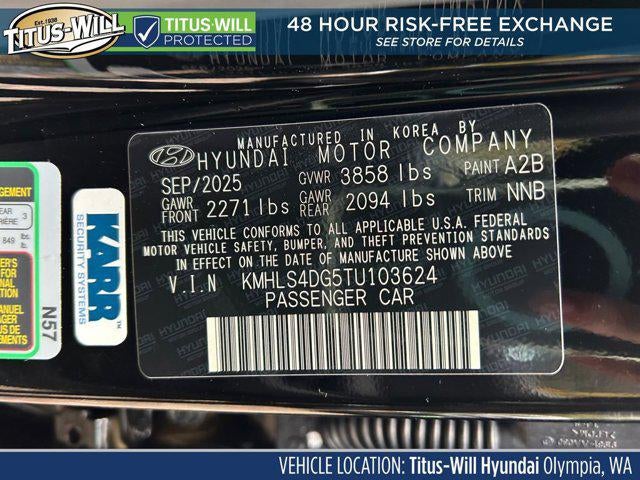 Est.1938
TITUS-WILL
TITUS-WILL
PROTECTED
48 HOUR RISK-FREE EXCHANGE
SEE STORE FOR DETAILS
MANUFACTURED IN KOREA BY
HYUNDAI MOTOR COMPANY
SEP/2025 GVWR 3858 lbs PAINT A2B
GAWR FRONT 2271 lbs GAWR REAR 2094 lbs TRIM NNB
THIS VEHICLE CONFORMS TO ALL APPLICABLE U.S.A. FEDERAL
MOTOR VEHICLE SAFETY, BUMPER, AND THEFT PREVENTION STANDARDS
IN EFFECT ON THE DATE OF MANUFACTURE SHOWN ABOVE
V.I.N KMHLS4DG5TU103624
PASSENGER CAR
KARR™
SECURITY SYSTEMS
N57
3
849 lbs.
VEHICLE LOCATION: Titus-Will Hyundai Olympia, WA